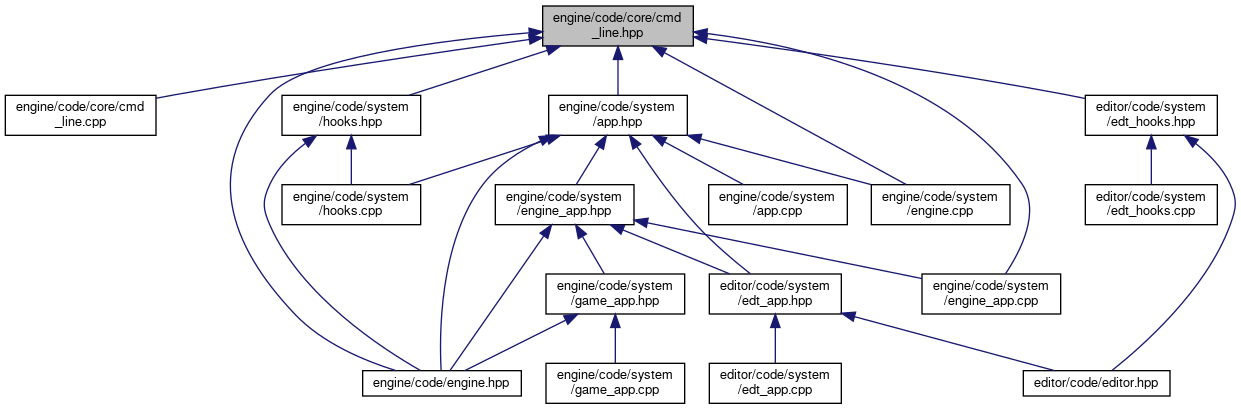 engine/code/core/cmd
_line.hpp
engine/code/core/cmd
_line.cpp
engine/code/system
/hooks.hpp
engine/code/system
/app.hpp
editor/code/system
/edt_hooks.hpp
engine/code/system
/hooks.cpp
engine/code/system
/engine_app.hpp
engine/code/system
/app.cpp
engine/code/system
/engine.cpp
editor/code/system
/edt_hooks.cpp
engine/code/system
/game_app.hpp
editor/code/system
/edt_app.hpp
engine/code/system
/engine_app.cpp
engine/code/engine.hpp
engine/code/system
/game_app.cpp
editor/code/system
/edt_app.cpp
editor/code/editor.hpp